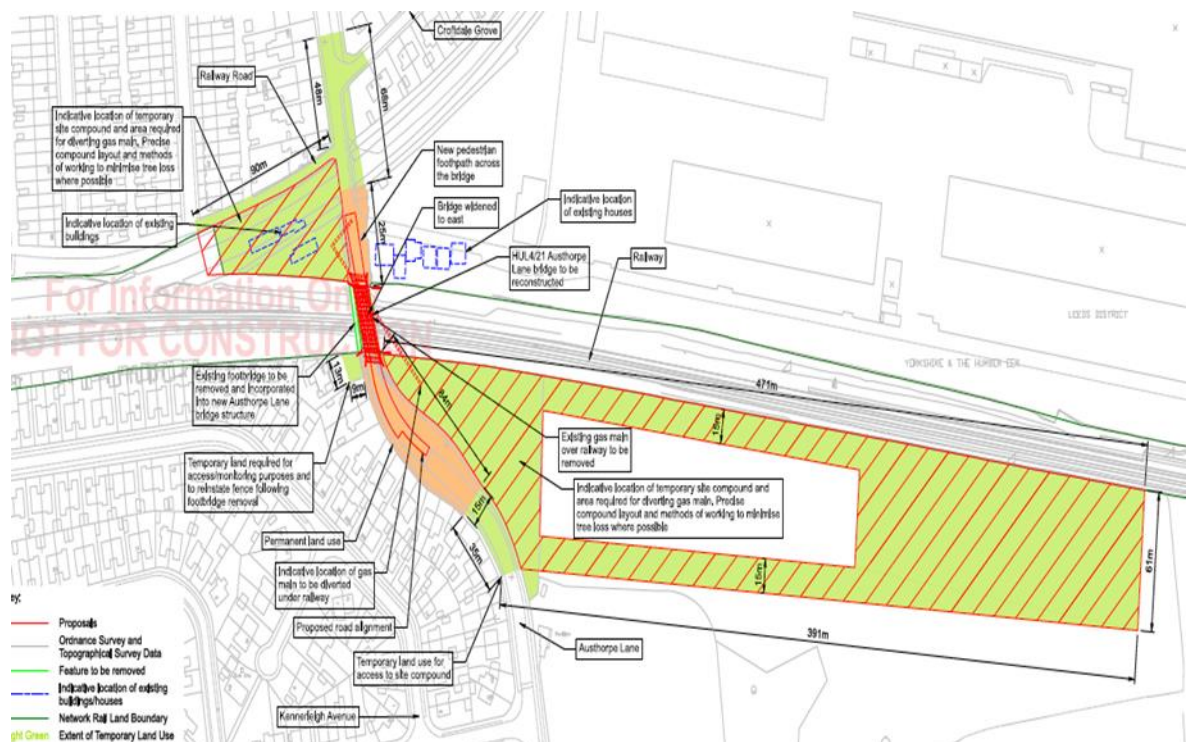 Croftdale Grove
Railway Road
48m
68m
Indicative location of temporary
site compound and area required
for diverting gas main, Precise
compound layout and methods
of working to minimise tree loss
where possible
90m
New pedestrian
footpath across
the bridge
Indicative location
of existing houses
Bridge widened
to east
Indicative location of existing
buildings
25m
HUL4/21 Austhorpe
Lane bridge to be
reconstructed
Railway
LEEDS DISTRICT
For Information On
NOT FOR CONSTRUCTION
YORKSHIRE & THE HUMBER EER
Existing footbridge to be
removed and incorporated
into new Austhorpe Lane
bridge structure
13m
9m
84m
471m
15m
Existing gas main
over railway to be
removed
Temporary land required for
access/monitoring purposes and
to reinstate fence following
footbridge removal
Indicative location of temporary site compound and
area required for diverting gas main, Precise
compound layout and methods of working to minimise
tree loss where possible
15m
Permanent land use
35m
61m
15m
Indicative location of gas
main to be diverted
under railway
Proposed road alignment
391m
Austhorpe Lane
Temporary land use for
access to site compound
Kennerleigh Avenue
ey:
Proposals
Ordnance Survey and
Topographical Survey Data
Feature to be removed
Indicative location of existing
buildings/houses
Network Rail Land Boundary
ght Green Extent of Temporary Land Use